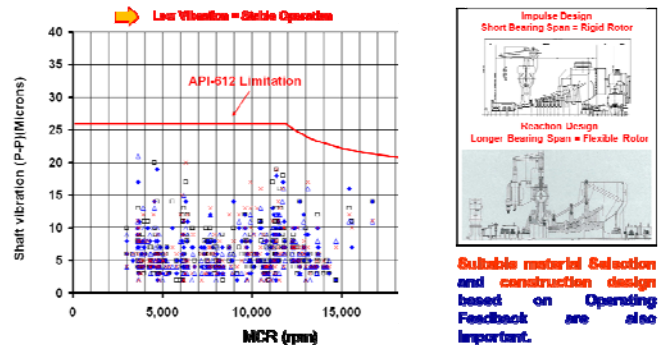 Low Vibration = Stable Operation
Shaft vibration (P-P)(Microns)
40
35
30
25
20
15
10
5
0
API-612 Limitation
0
5,000
10,000
15,000
MCR (rpm)
Impulse Design
Short Bearing Span = Rigid Rotor
Reaction Design
Longer Bearing Span = Flexible Rotor
Suitable material Selection
and construction design
based on Operating
Feedback are also
important.